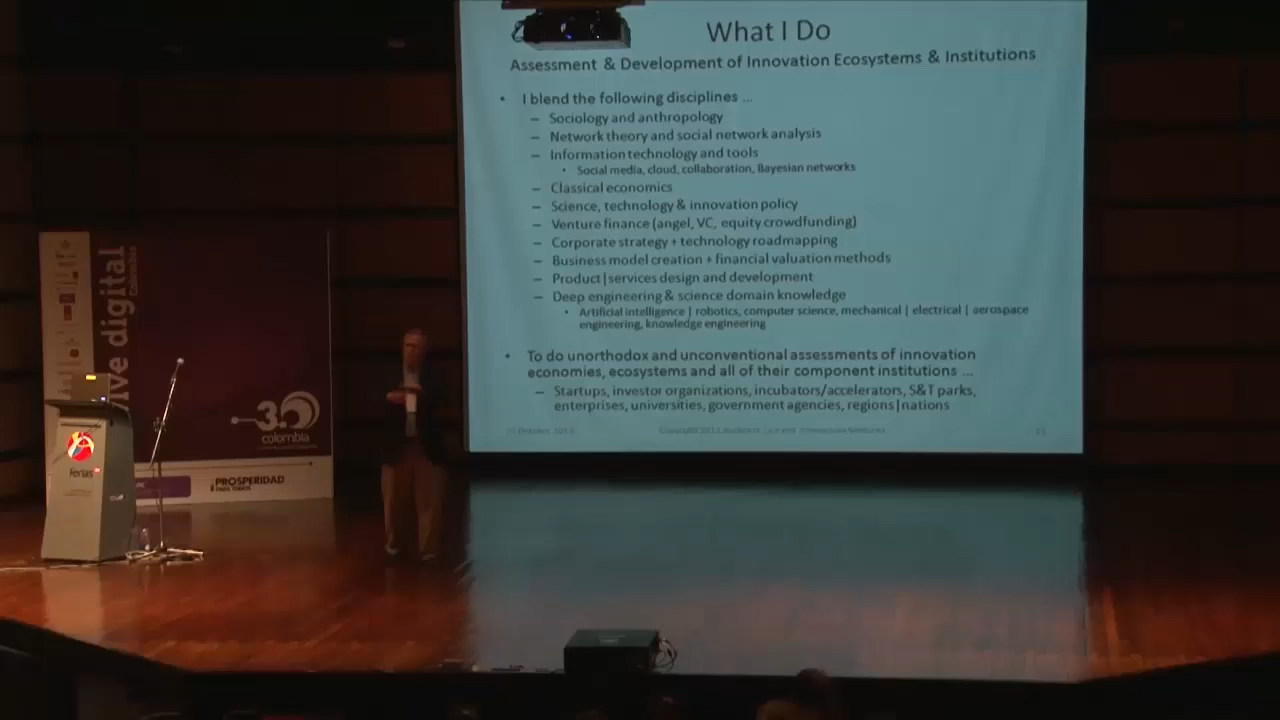 What I Do
Assessment & Development of Innovation Ecosystems & Institutions
• I blend the following disciplines ...
– Sociology and anthropology
– Network theory and social network analysis
– Information technology and tools
• Social media, cloud, collaboration, Bayesian networks
– Classical economics
– Science, technology & innovation policy
– Venture finance (angel, VC, equity crowdfunding)
– Corporate strategy + technology roadmapping
– Business model creation + financial valuation methods
– Product|services design and development
– Deep engineering & science domain knowledge
• Artificial intelligence | robotics, computer science, mechanical | electrical | aerospace
engineering, knowledge engineering
• To do unorthodox and unconventional assessments of innovation
economies, ecosystems and all of their component institutions ...
– Startups, investor organizations, incubators/accelerators, S&T parks,
enterprises, universities, government agencies, regions|nations
ive digital
Colombia
3.0
colombia
PROSPERIDAD
PARA TODOS
ferias